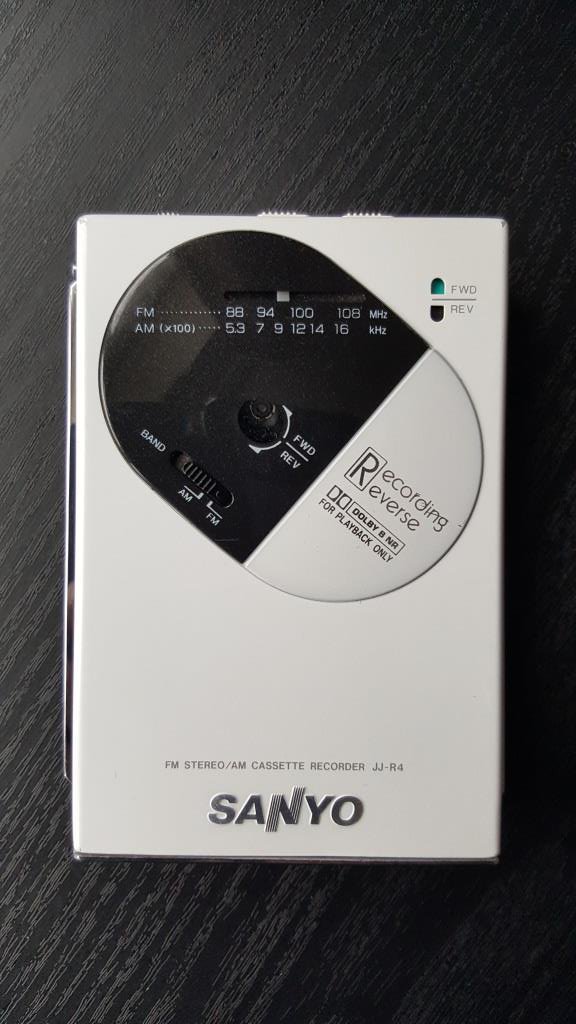 FM ············ 88 94 100 108 MHz
AM (×100) ····· 5.3 7 9 12 14 16 kHz
FWD
REV
FWD
REV
BAND
AM
FM
Recording
Reverse
DOLBY B NR
FOR PLAYBACK ONLY
FM STEREO/AM CASSETTE RECORDER JJ-R4
SANYO